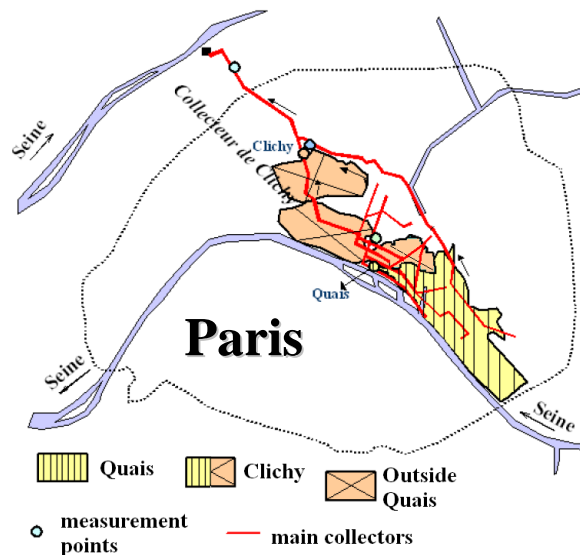 Seine
Collecteur de Clichy
Clichy
Quais
Paris
Seine
Seine
Quais
Clichy
Outside
Quais
measurement
points
main collectors